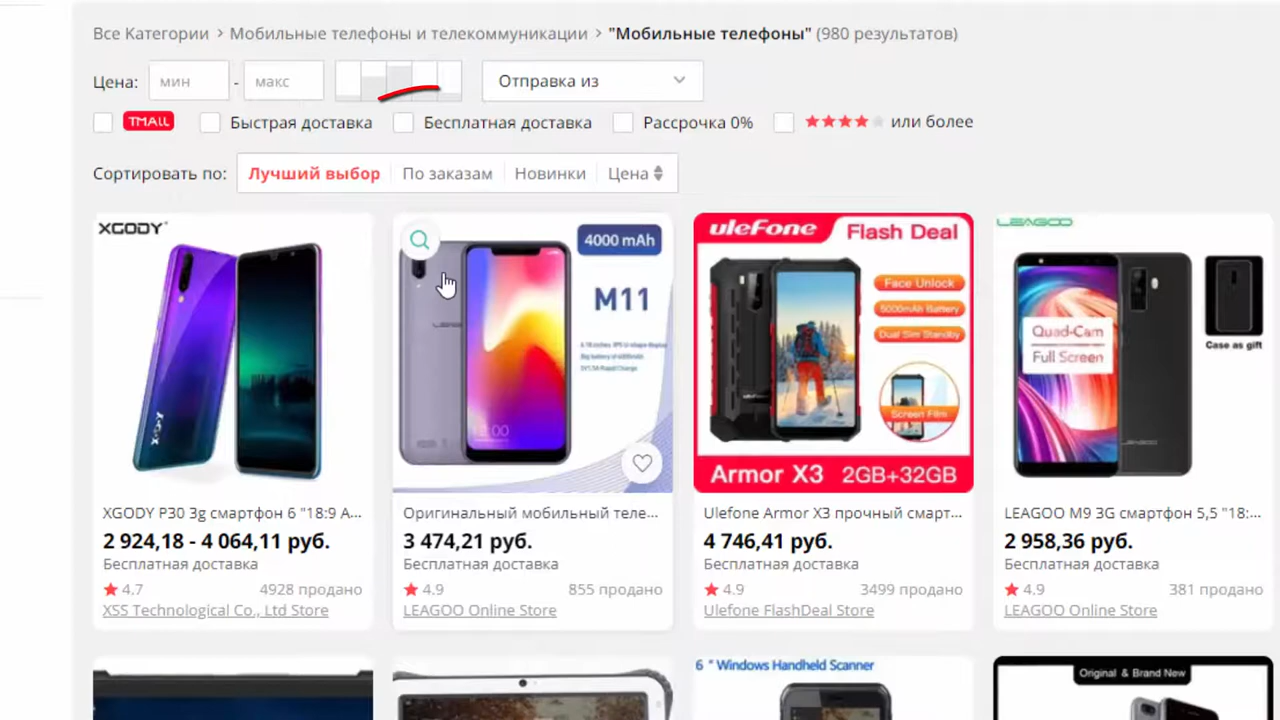 Все Категории > Мобильные телефоны и телекоммуникации > "Мобильные телефоны" (980 результатов)
Цена: мин - макс Отправка из
TMALL Быстрая доставка Бесплатная доставка Рассрочка 0% или более
Сортировать по: Лучший выбор По заказам Новинки Цена
XGODY
4000 mAh
M11
uleFone Flash Deal
Face Unlock
5000mAh Battery
Dual Sim Standby
Screen Film
Armor X3 2GB+32GB
LEAGOO
Quad-Cam
Full Screen
Case as gift
XGODY P30 3g смартфон 6 "18:9 A...
2 924,18 - 4 064,11 руб.
Бесплатная доставка
4.7 4928 продано
XSS Technological Co., Ltd Store
Оригинальный мобильный теле...
3 474,21 руб.
Бесплатная доставка
4.9 855 продано
LEAGOO Online Store
Ulefone Armor X3 прочный смарт...
4 746,41 руб.
Бесплатная доставка
4.9 3499 продано
Ulefone FlashDeal Store
LEAGOO M9 3G смартфон 5,5 "18:...
2 958,36 руб.
Бесплатная доставка
4.9 381 продано
LEAGOO Online Store
6 " Windows Handheld Scanner
Original & Brand New